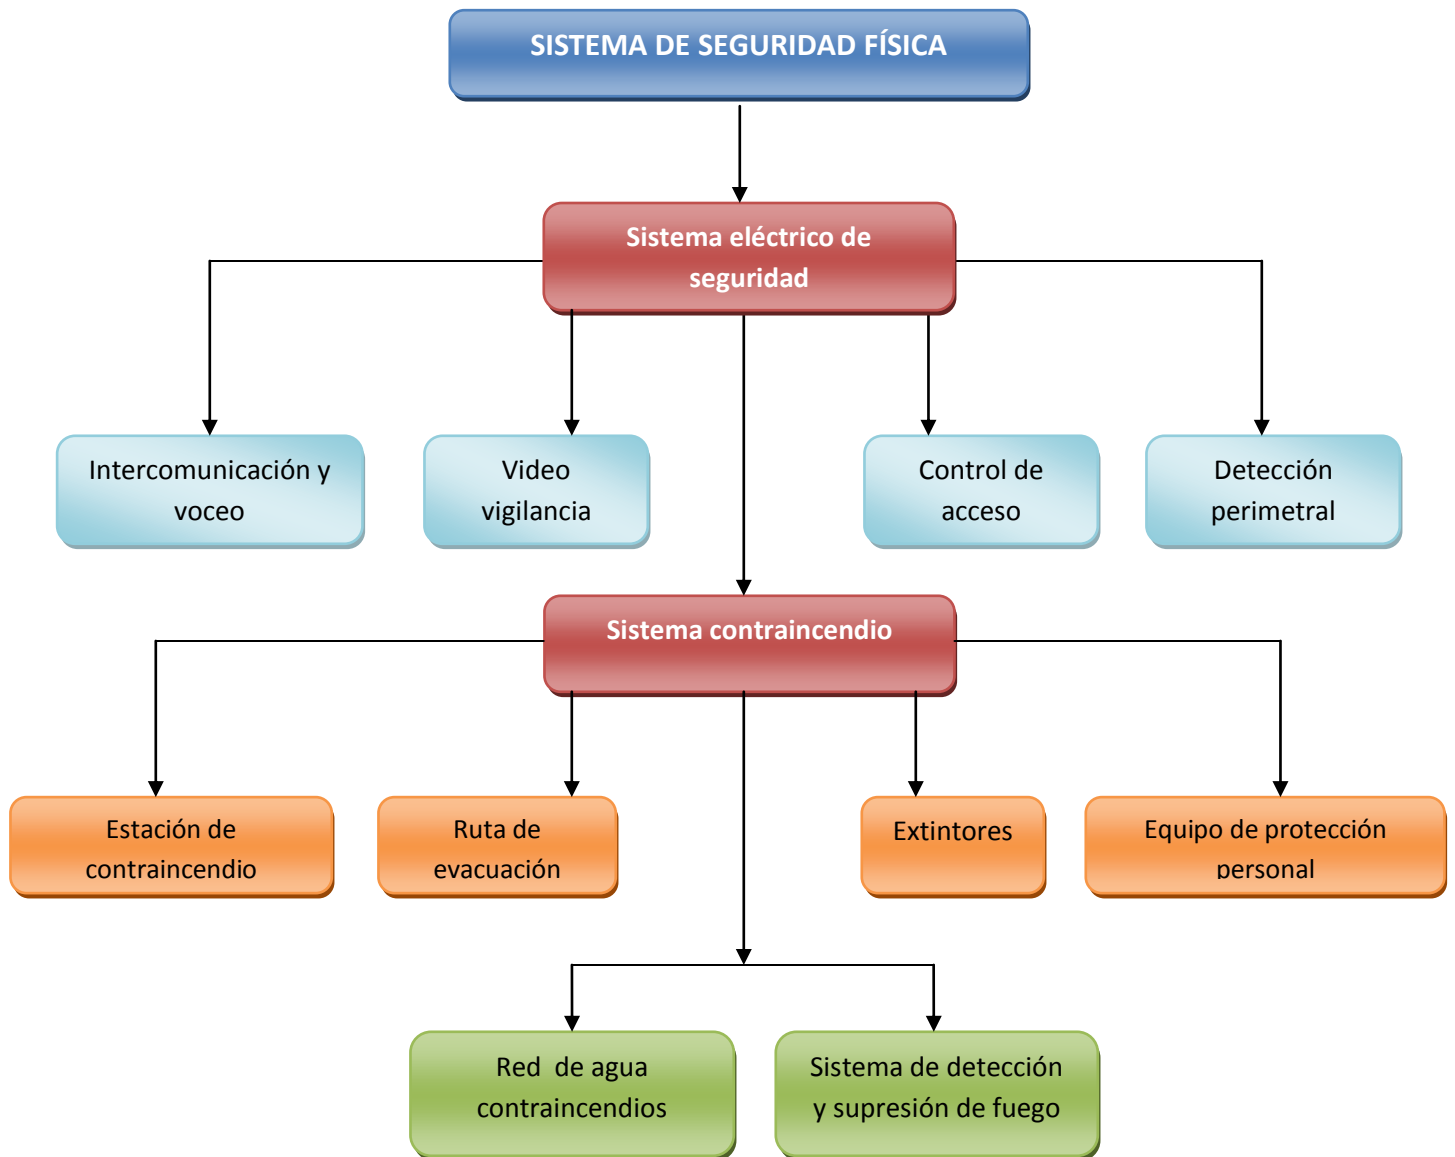 SISTEMA DE SEGURIDAD FÍSICA
Sistema eléctrico de
seguridad
Intercomunicación y
voceo
Video
vigilancia
Control de
acceso
Detección
perimetral
Sistema contraincendio
Estación de
contraincendio
Ruta de
evacuación
Extintores
Equipo de protección
personal
Red de agua
contraincendios
Sistema de detección
y supresión de fuego